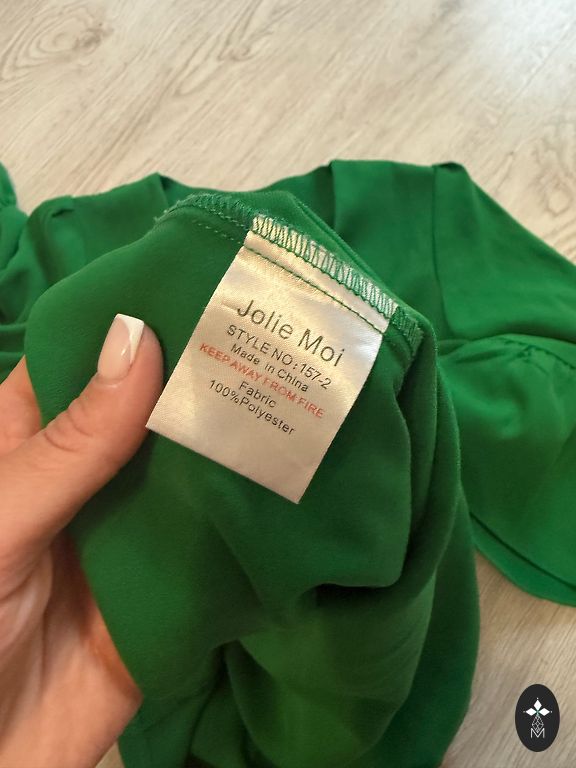 Jolie Moi
STYLE NO:157-2
Made in China
KEEP AWAY FROM FIRE
Fabric
100%Polyester
M